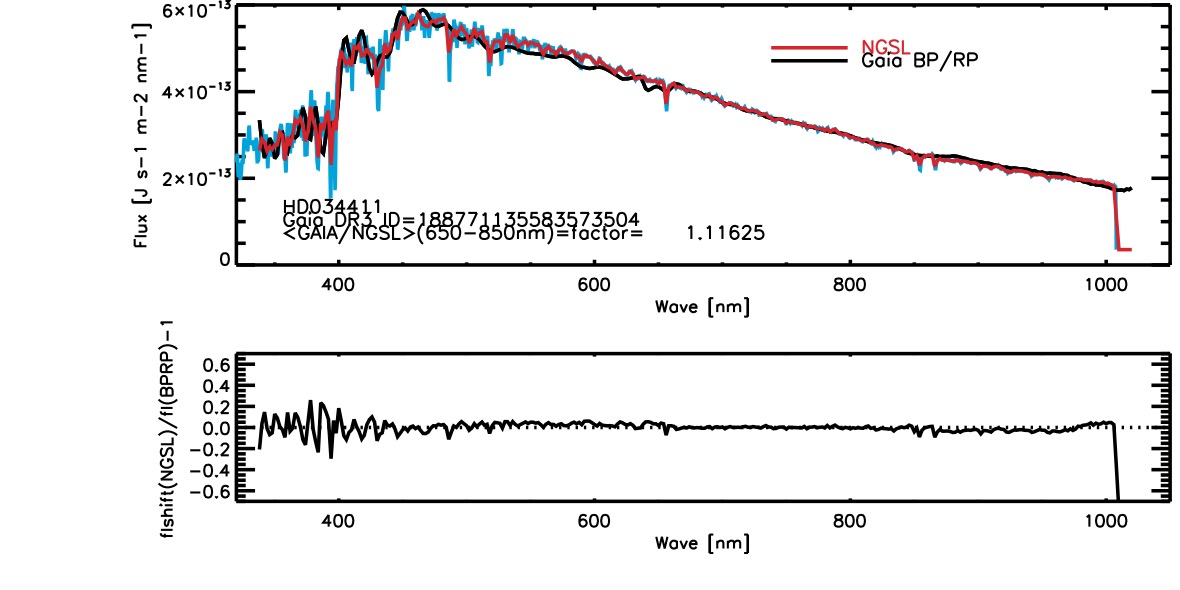 6×10−13
4×10−13
2×10−13
0
Flux [J s−1 m−2 nm−1]
NGSL
Gaia BP/RP
HD034411
Gaia DR3 ID=188771135583573504
<GAIA/NGSL>(650−850nm)=factor= 1.11625
400 600 800 1000
Wave [nm]
flshift(NGSL)/fl(BPRP)−1
0.6
0.4
0.2
0.0
−0.2
−0.4
−0.6
400 600 800 1000
Wave [nm]